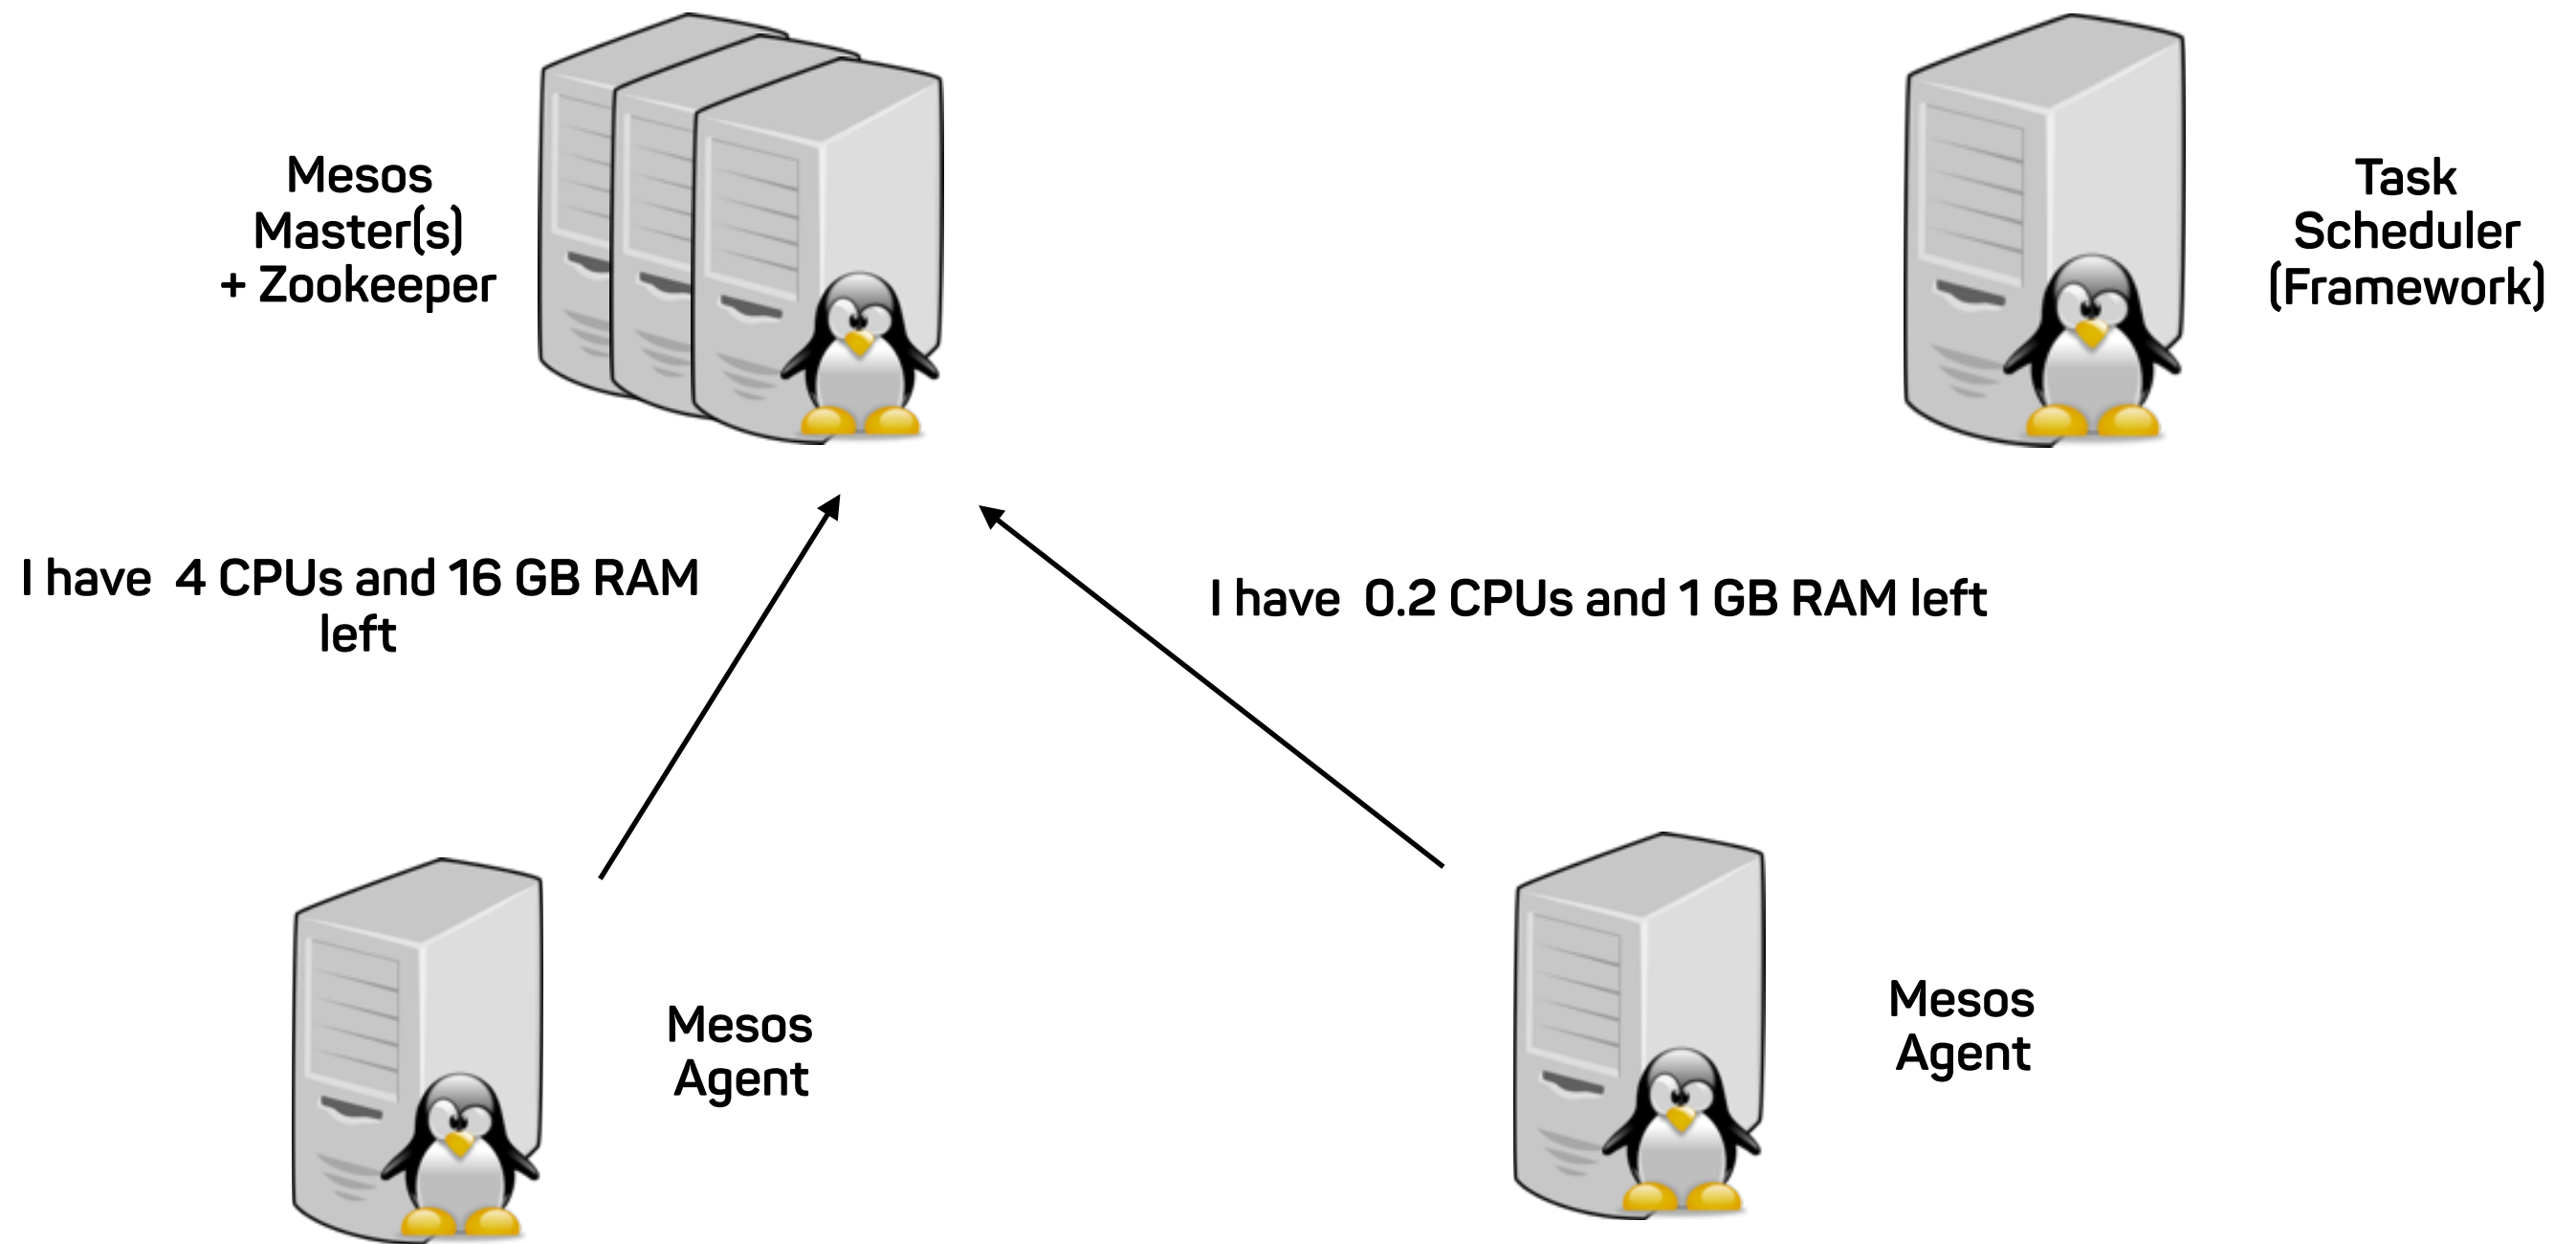 Mesos
Master(s)
+ Zookeeper
Task
Scheduler
(Framework)
I have  4 CPUs and 16 GB RAM
left
I have  0.2 CPUs and 1 GB RAM left
Mesos
Agent
Mesos
Agent